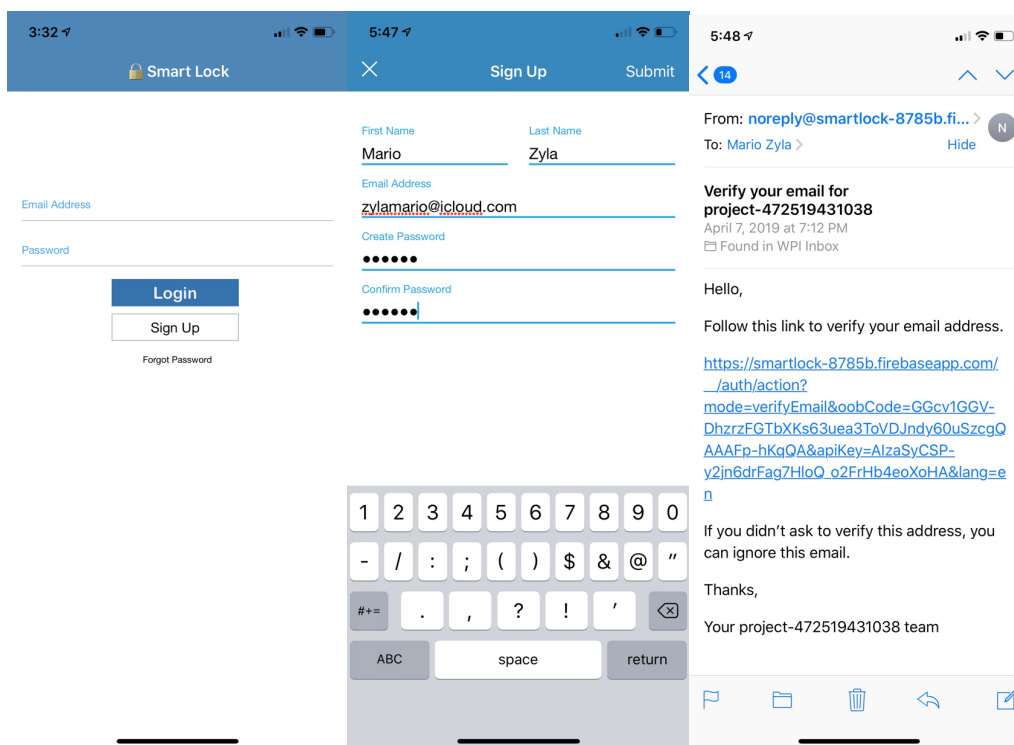 3:32
🔒 Smart Lock
Email Address
Password
Login
Sign Up
Forgot Password
5:47
Sign Up
Submit
First Name
Last Name
Mario
Zyla
Email Address
zylamario@icloud.com
Create Password
●●●●●●
Confirm Password
●●●●●●
1 2 3 4 5 6 7 8 9 0
- / : ; ( ) $ & @ "
#+= . , ? ! '
ABC space return
5:48
14
From: noreply@smartlock-8785b.fi...
N
To: Mario Zyla
Hide
Verify your email for
project-472519431038
April 7, 2019 at 7:12 PM
Found in WPI Inbox
Hello,
Follow this link to verify your email address.
https://smartlock-8785b.firebaseapp.com/
__/auth/action?
mode=verifyEmail&oobCode=GGcv1GGV-
DhzrzFGTbXKs63uea3ToVDJndy60uSzcgQ
AAAFp-hKqQA&apiKey=AIzaSyCSP-
y2jn6drFag7HloQ_o2FrHb4eoXoHA&lang=e
n
If you didn't ask to verify this address, you
can ignore this email.
Thanks,
Your project-472519431038 team